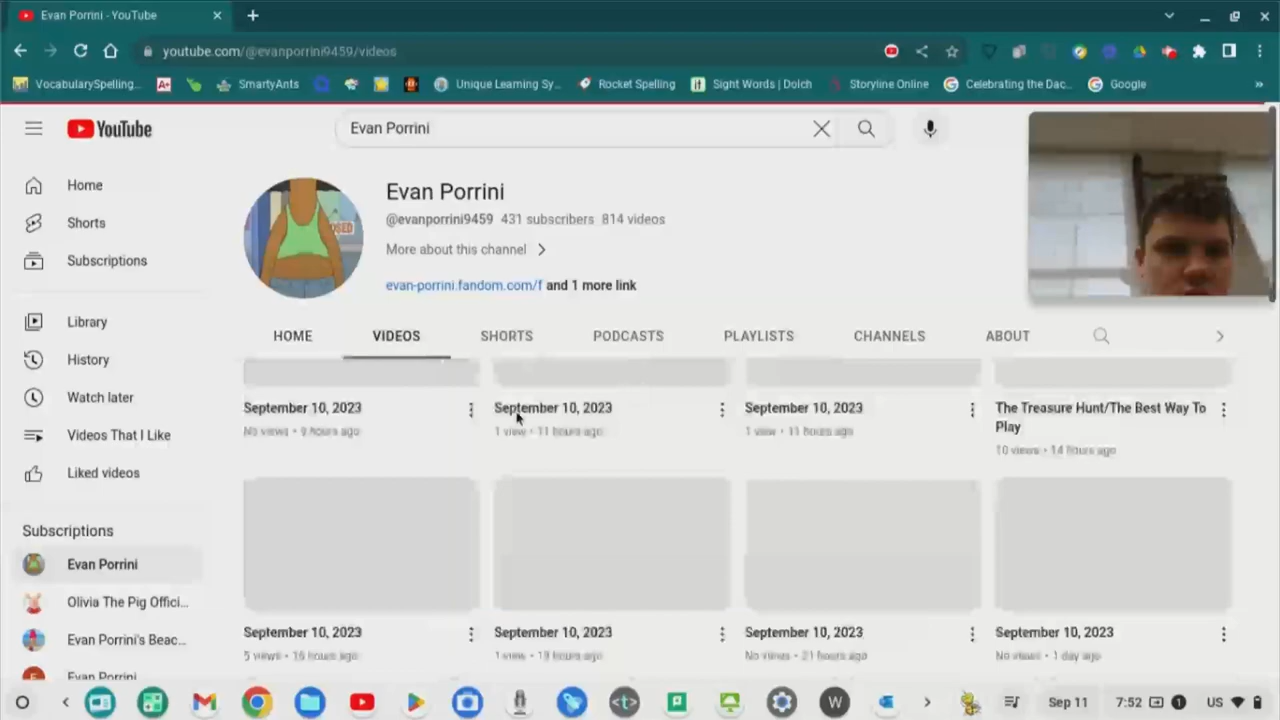 Evan Porrini - YouTube
youtube.com/@evanporrini9459/videos
VocabularySpelling... A+ SmartyAnts Unique Learning Sy... Rocket Spelling Sight Words | Dolch Storyline Online Celebrating the Dac... Google »
YouTube
Evan Porrini
Evan Porrini
@evanporrini9459 431 subscribers 814 videos
More about this channel
evan-porrini.fandom.com/f and 1 more link
HOME VIDEOS SHORTS PODCASTS PLAYLISTS CHANNELS ABOUT
Home
Shorts
Subscriptions
Library
History
Watch later
Videos That I Like
Liked videos
Subscriptions
Evan Porrini
Olivia The Pig Offici...
Evan Porrini's Beac...
Evan Porrini
September 10, 2023
No views • 9 hours ago
September 10, 2023
1 view • 11 hours ago
September 10, 2023
1 view • 11 hours ago
The Treasure Hunt/The Best Way To
Play
10 views • 14 hours ago
September 10, 2023
5 views hours ago
September 10, 2023
1 view hours ago
September 10, 2023
No views • 21 hours ago
September 10, 2023
No views • 1 day ago
Sep 11 7:52 1 US